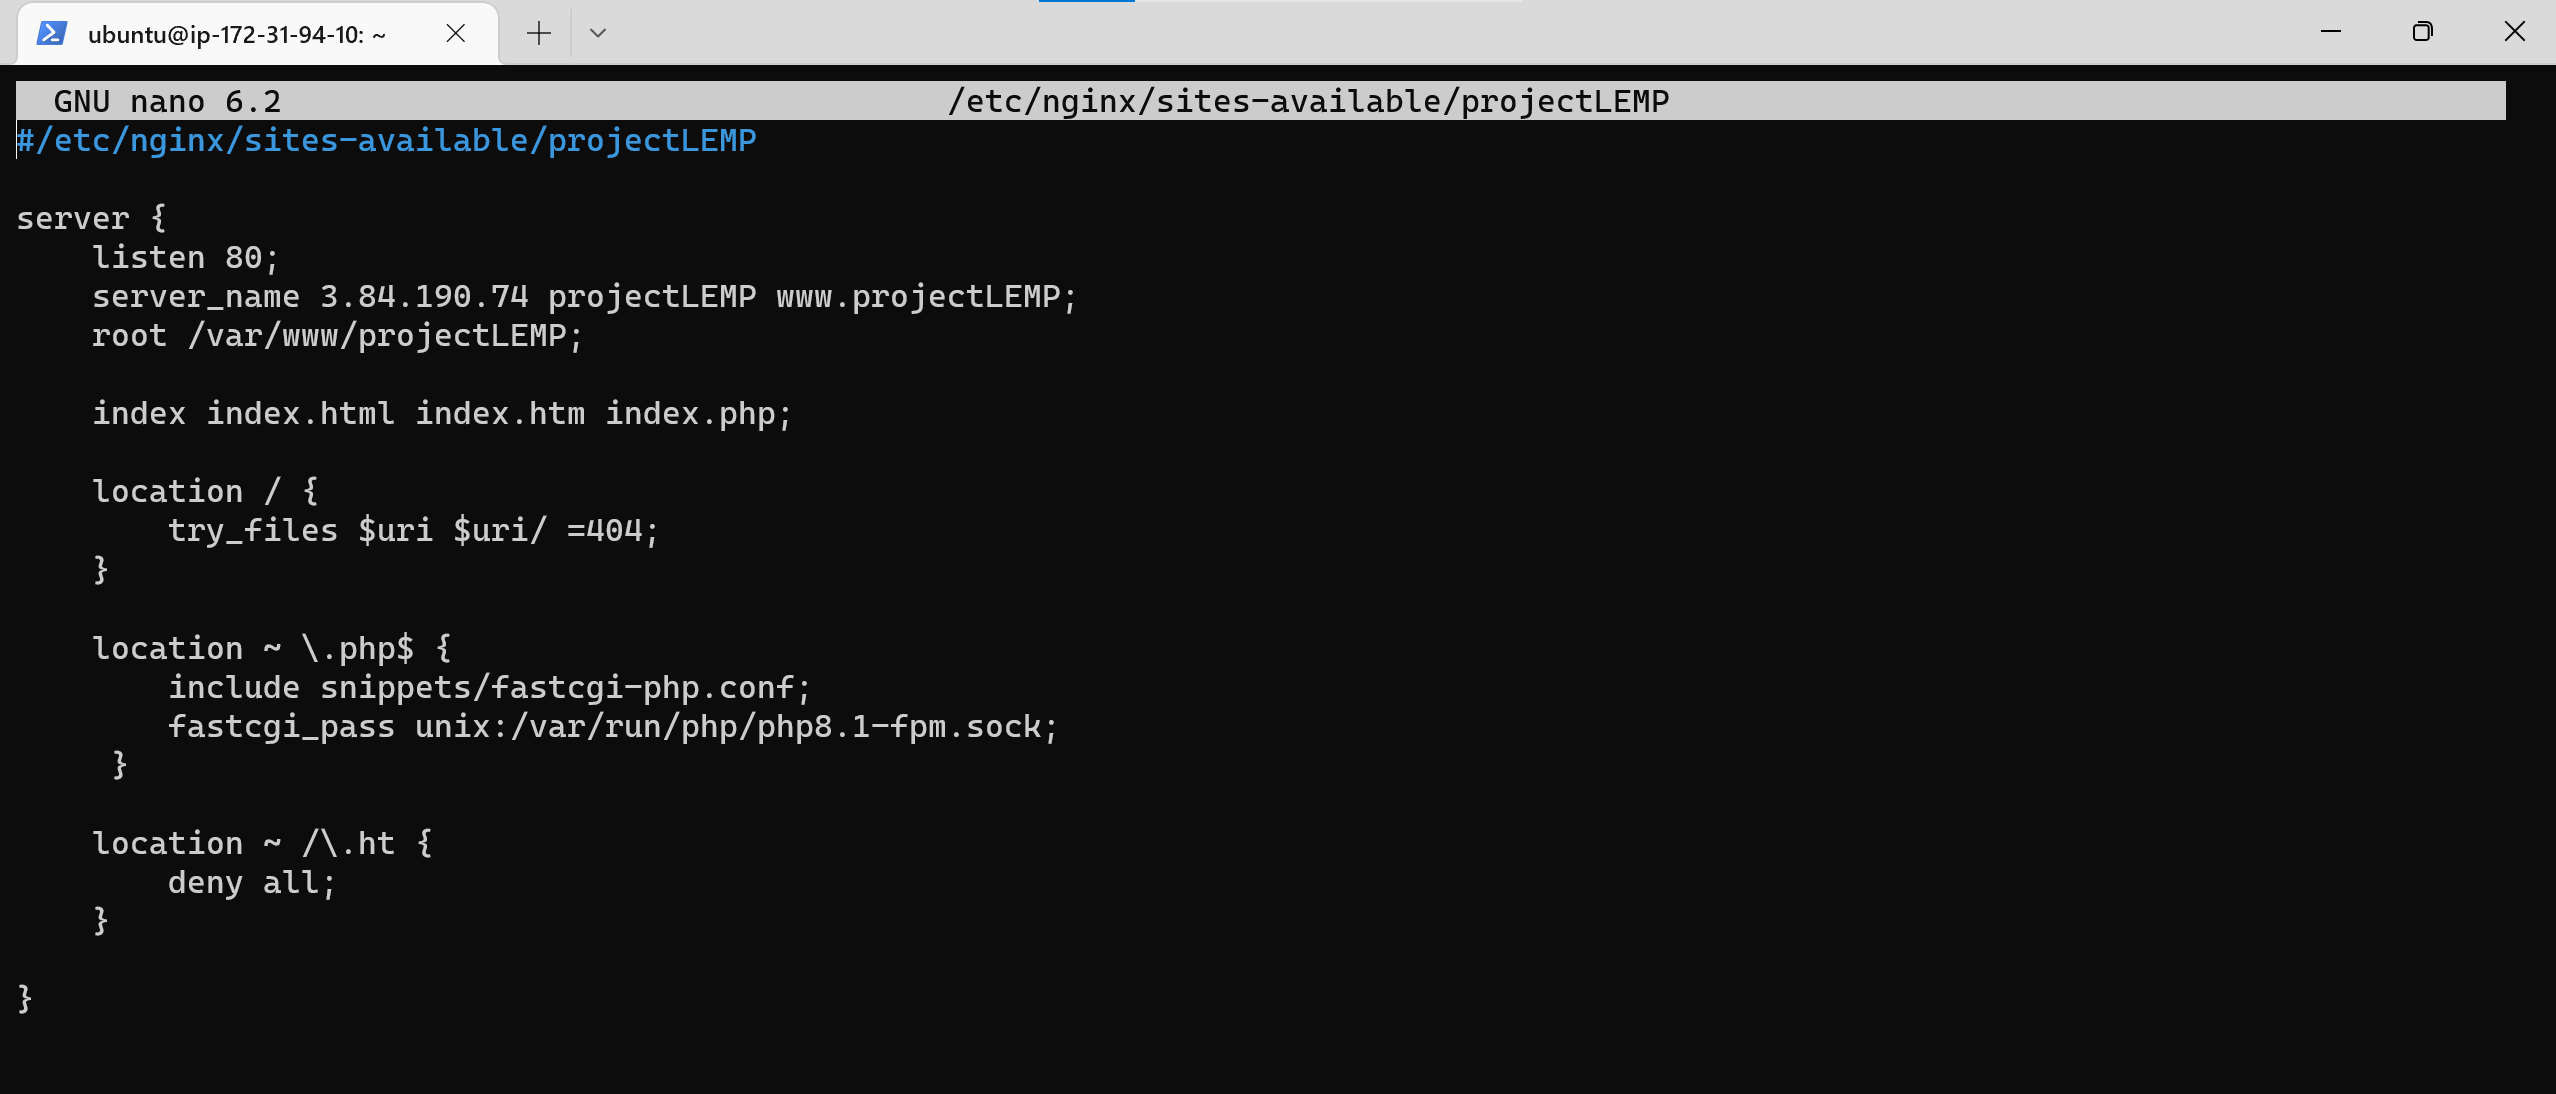 ubuntu@ip-172-31-94-10: ~
GNU nano 6.2 /etc/nginx/sites-available/projectLEMP
#/etc/nginx/sites-available/projectLEMP
server {
listen 80;
server_name 3.84.190.74 projectLEMP www.projectLEMP;
root /var/www/projectLEMP;
index index.html index.htm index.php;
location / {
try_files $uri $uri/ =404;
}
location ~ \.php$ {
include snippets/fastcgi-php.conf;
fastcgi_pass unix:/var/run/php/php8.1-fpm.sock;
}
location ~ /\.ht {
deny all;
}
}